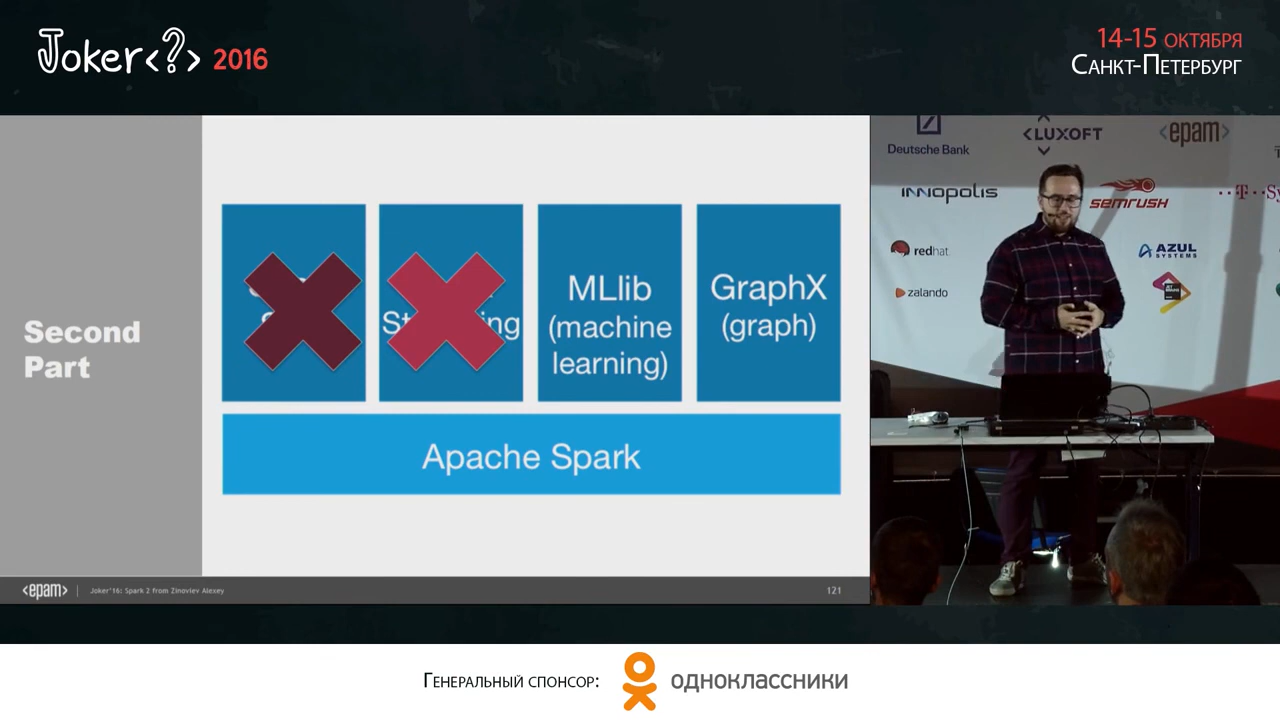 Joker<?> 2016
14-15 октября
Санкт-Петербург
Second
Part
MLlib
(machine
learning)
GraphX
(graph)
Apache Spark
<epam>
Joker'16: Spark 2 from Zinoviev Alexey
121
Deutsche Bank
<LUXOFT
<epam>
innopolis
semrush
redhat
AZUL
SYSTEMS
zalando
Генеральный спонсор:
одноклассники